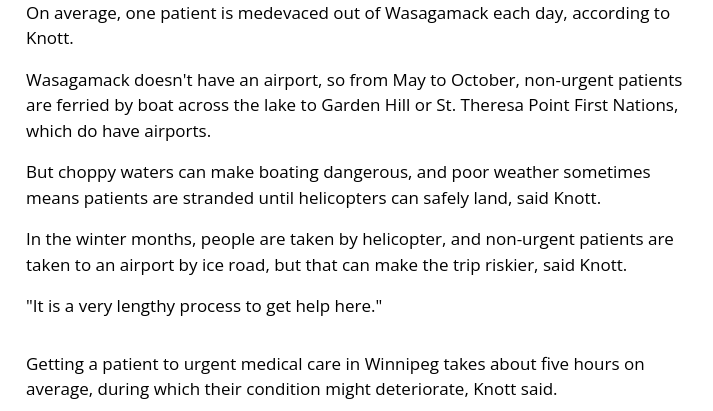 On average, one patient is medevaced out of Wasagamack each day, according to
Knott.
Wasagamack doesn't have an airport, so from May to October, non-urgent patients
are ferried by boat across the lake to Garden Hill or St. Theresa Point First Nations,
which do have airports.
But choppy waters can make boating dangerous, and poor weather sometimes
means patients are stranded until helicopters can safely land, said Knott.
In the winter months, people are taken by helicopter, and non-urgent patients are
taken to an airport by ice road, but that can make the trip riskier, said Knott.
"It is a very lengthy process to get help here."
Getting a patient to urgent medical care in Winnipeg takes about five hours on
average, during which their condition might deteriorate, Knott said.